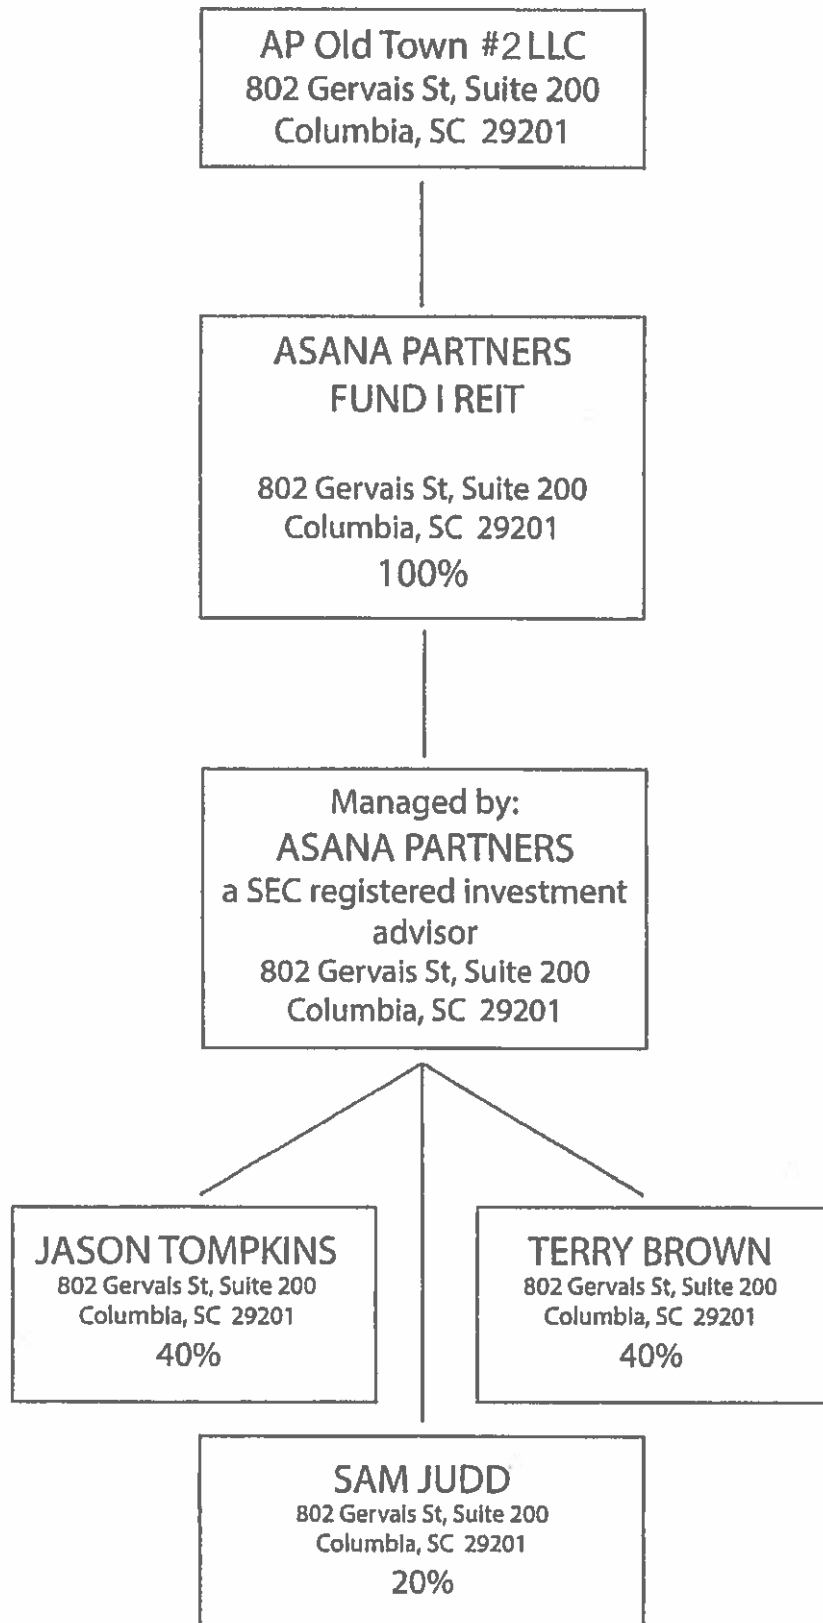 AP Old Town #2 LLC
802 Gervais St, Suite 200
Columbia, SC 29201
ASANA PARTNERS
FUND I REIT
802 Gervais St, Suite 200
Columbia, SC 29201
100%
Managed by:
ASANA PARTNERS
a SEC registered investment
advisor
802 Gervais St, Suite 200
Columbia, SC 29201
JASON TOMPKINS
802 Gervais St, Suite 200
Columbia, SC 29201
40%
TERRY BROWN
802 Gervais St, Suite 200
Columbia, SC 29201
40%
SAM JUDD
802 Gervais St, Suite 200
Columbia, SC 29201
20%